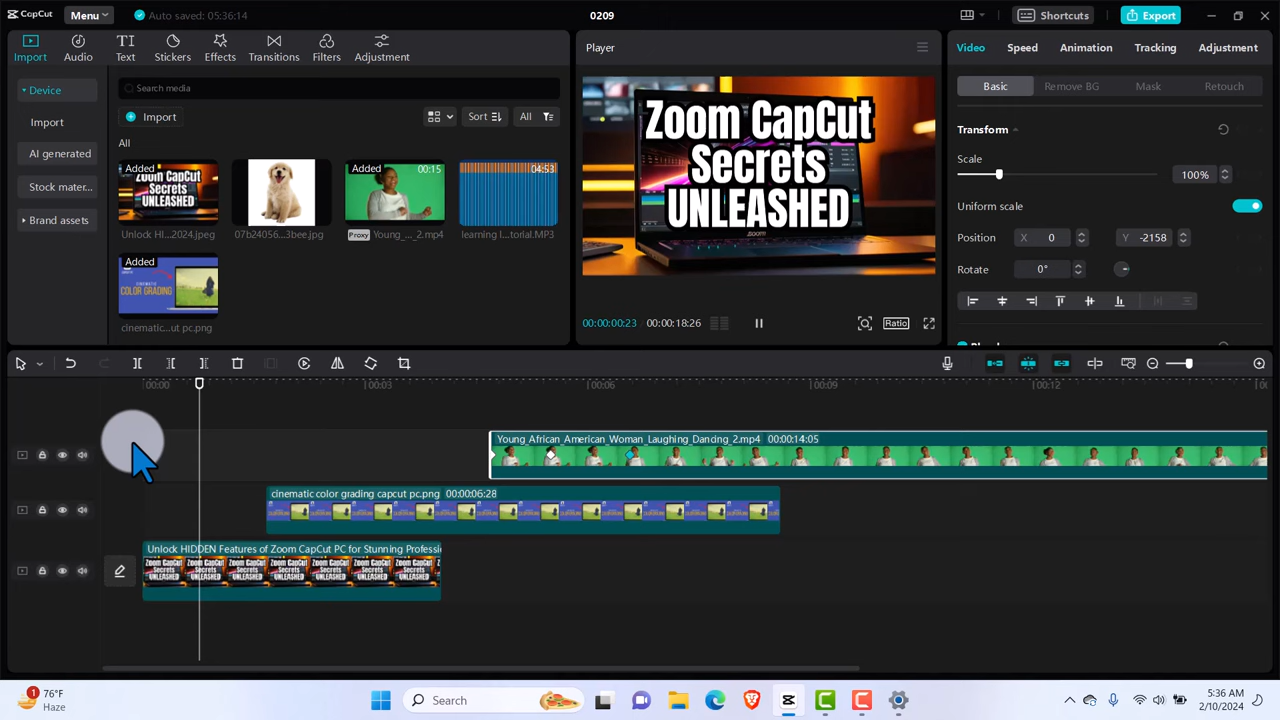 CapCut
Menu
Auto saved: 05:36:14
0209
Shortcuts
Export
Import
Audio
Text
Stickers
Effects
Transitions
Filters
Adjustment
Device
Import
AI generated
Stock mater...
Brand assets
Search media
Import
Sort
All
All
Added
Zoom CapCut
Secrets
UNLEASHED
Unlock HI...2024.jpeg
07b24056...3bee.jpg
Added
00:15
Proxy
Young_..._2.mp4
04:53
learning l...torial.MP3
Added
COLOR GRADING
cinematic...ut pc.png
Player
Zoom CapCut
Secrets
UNLEASHED
00:00:00:23
00:00:18:26
Ratio
Video
Speed
Animation
Tracking
Adjustment
Basic
Remove BG
Mask
Retouch
Transform
Scale
100%
Uniform scale
Position
X
0
Y
-2158
Rotate
0°
00:00
00:03
00:06
00:09
00:12
Young_African_American_Woman_Laughing_Dancing_2.mp4 00:00:14:05
cinematic color grading capcut pc.png 00:00:06:28
Unlock HIDDEN Features of Zoom CapCut PC for Stunning Professi
1
76°F
Haze
Search
5:36 AM
2/10/2024